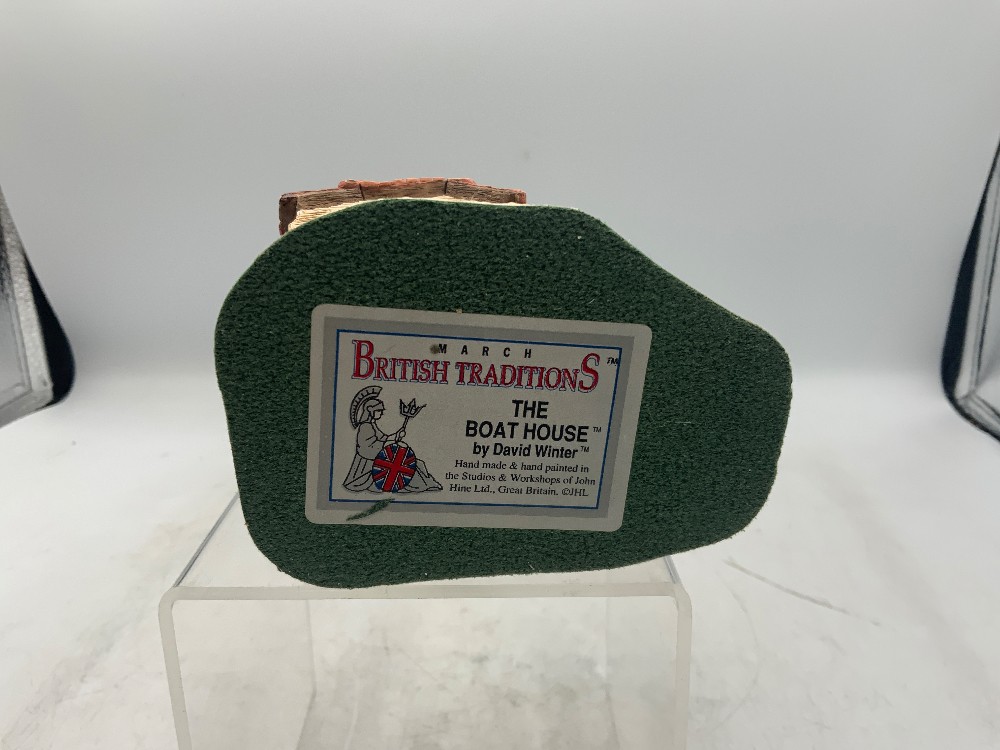 MARCH
BRITISH TRADITIONS™
THE
BOAT HOUSE™
by David Winter™
Hand made & hand painted in
the Studios & Workshops of John
Hine Ltd., Great Britain. ©JHL